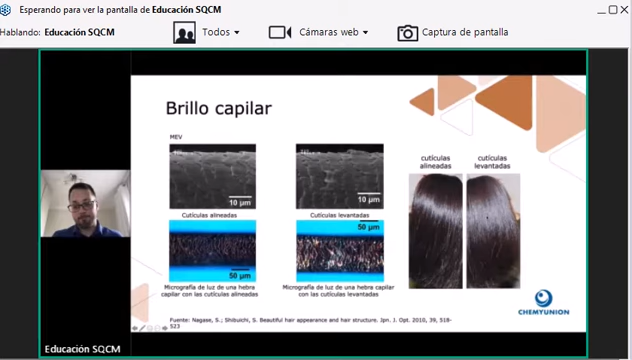 Esperando para ver la pantalla de Educación SQCM
Hablando: Educación SQCM
Todos
Cámaras web
Captura de pantalla
Brillo capilar
MEV
10 µm
10 µm
Cutículas alineadas
Cutículas levantadas
50 µm
50 µm
Micrografía de luz de una hebra
capilar con las cutículas alineadas
Micrografía de luz de una hebra capilar
con las cutículas levantadas
cutículas
alineadas
cutículas
levantadas
CHEMYUNION
Fuente: Nagase, S.; Shibuichi, S. Beautiful hair appearance and hair structure. Jpn. J. Opt. 2010, 39, 518-
523
Educación SQCM